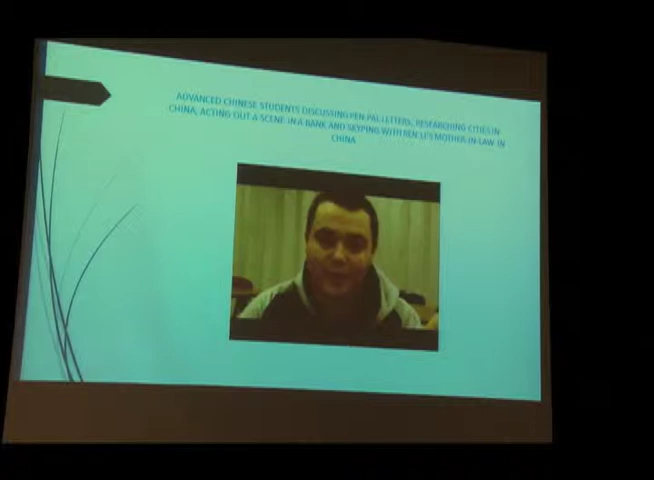 ADVANCED CHINESE STUDENTS DISCUSSING PEN-PAL LETTERS, RESEARCHING CITIES IN
CHINA, ACTING OUT A SCENE IN A BANK AND SKYPING WITH BEN LI'S MOTHER-IN-LAW IN
CHINA